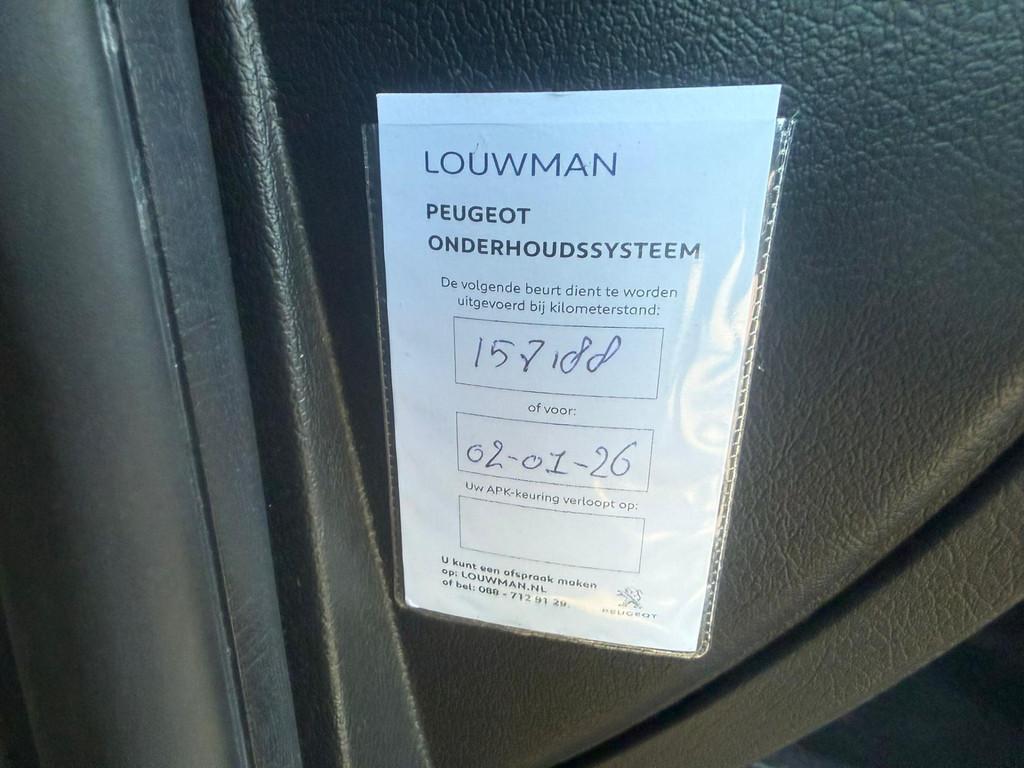 LOUWMAN
PEUGEOT
ONDERHOUDSSYSTEEM
De volgende beurt dient te worden
uitgevoerd bij kilometerstand:
157188
of voor:
02-01-26
Uw APK-keuring verloopt op:
U kunt een afspraak maken
op: LOUWMAN.NL
of bel: 088 - 712 91 29.
PEUGEOT